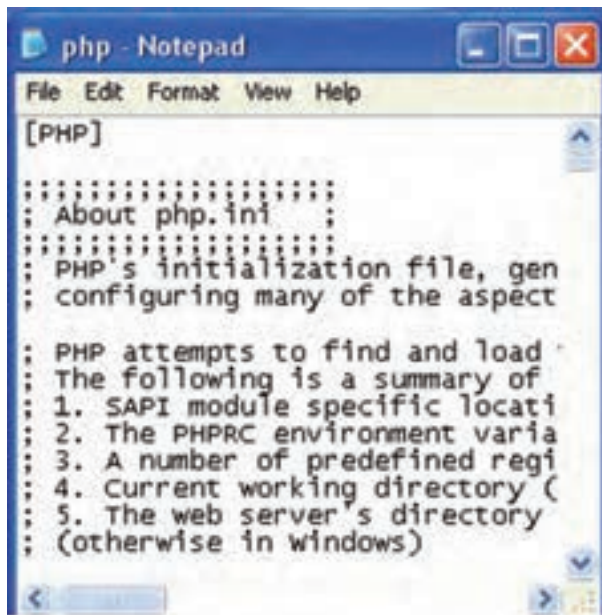 php - Notepad
File Edit Format View Help
[PHP]
;;;;;;;;;;;;;;;;;;;
; About php.ini ;
;;;;;;;;;;;;;;;;;;;
; PHP's initialization file, gen
; configuring many of the aspect
; PHP attempts to find and load
; The following is a summary of
; 1. SAPI module specific locati
; 2. The PHPRC environment varia
; 3. A number of predefined regi
; 4. Current working directory (
; 5. The web server's directory
; (otherwise in Windows)